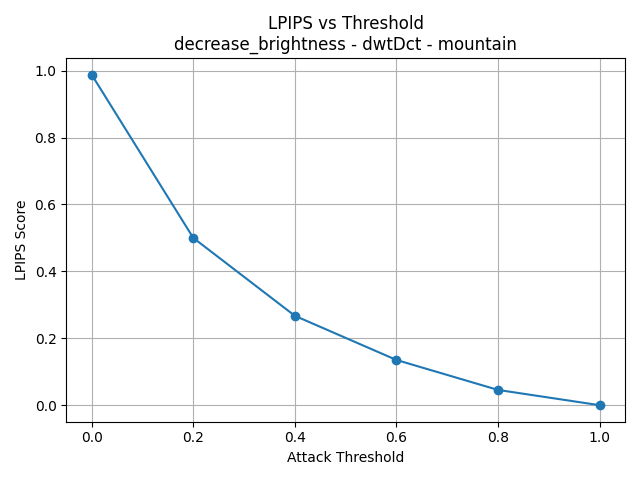 LPIPS vs Threshold
decrease_brightness - dwtDct - mountain
LPIPS Score
1.0
0.8
0.6
0.4
0.2
0.0
0.0 0.2 0.4 0.6 0.8 1.0
Attack Threshold